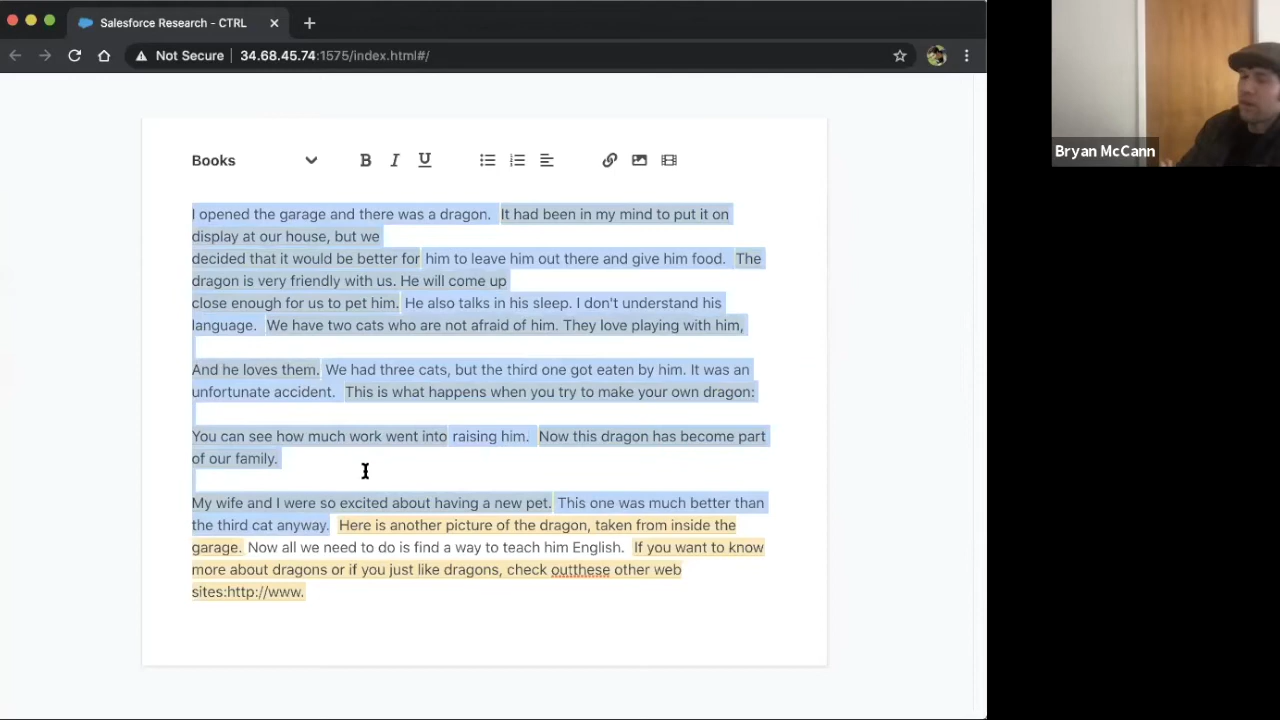 Salesforce Research - CTRL
Not Secure
34.68.45.74:1575/index.html#/
Bryan McCann
Books
B I U
I opened the garage and there was a dragon. It had been in my mind to put it on
display at our house, but we
decided that it would be better for him to leave him out there and give him food. The
dragon is very friendly with us. He will come up
close enough for us to pet him. He also talks in his sleep. I don't understand his
language. We have two cats who are not afraid of him. They love playing with him,
And he loves them. We had three cats, but the third one got eaten by him. It was an
unfortunate accident. This is what happens when you try to make your own dragon:
You can see how much work went into raising him. Now this dragon has become part
of our family.
My wife and I were so excited about having a new pet. This one was much better than
the third cat anyway. Here is another picture of the dragon, taken from inside the
garage. Now all we need to do is find a way to teach him English. If you want to know
more about dragons or if you just like dragons, check outthese other web
sites:http://www.